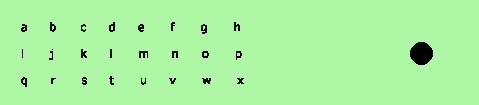 a b c d e f g h
i j k l m n o p
q r s t u v w x